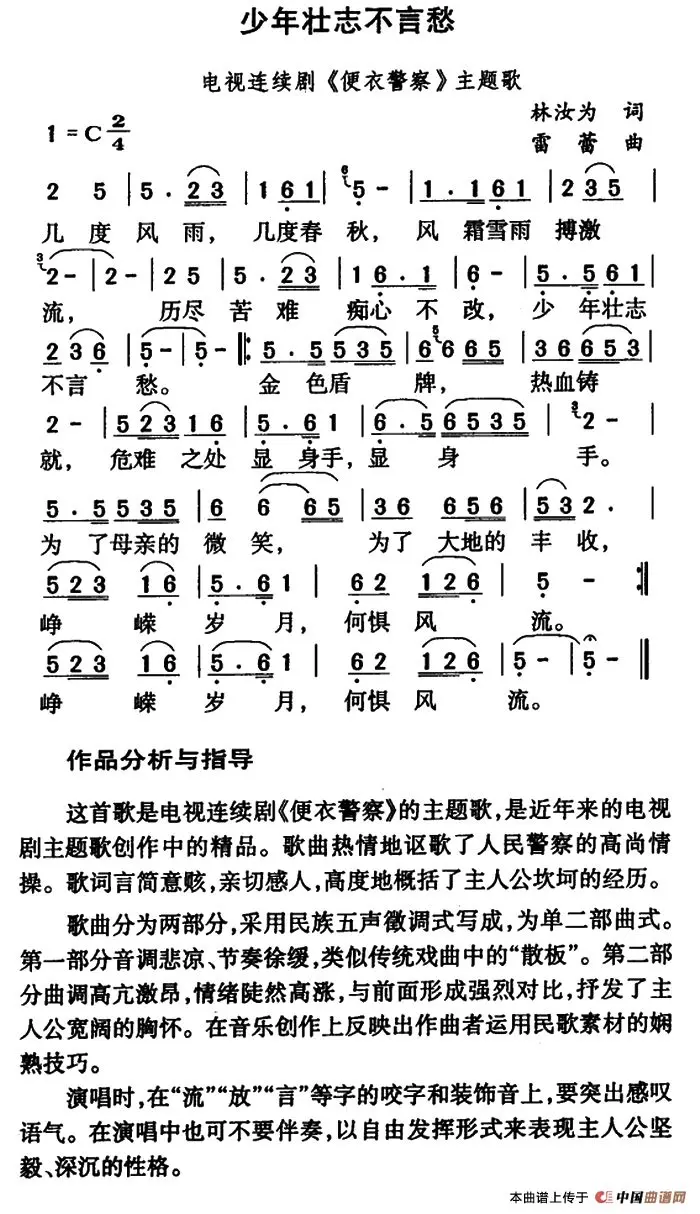 少年壮志不言愁
电视连续剧《便衣警察》主题歌
林汝为 词
1=C 2/4
雷蕾 曲
2 5 | 5 · 2 3 | 1 6 1 | 6 5 - | 1 · 1 6 1 | 2 3 5 |
几度风雨，几度春秋，风霜雪雨搏激
3 2 - | 2 - | 2 5 | 5 · 2 3 | 1 6 · 1 | 6 - | 5 · 5 6 1 |
流，历尽苦难痴心不改，少年壮志
2 3 6 | 5 - | 5 - |: 5 · 5 5 3 5 | 5 6 6 6 5 | 3 6 6 5 3 |
不言愁。金色盾牌，热血铸
2 - | 5 2 3 1 6 | 5 · 6 1 | 6 · 5 6 5 3 5 | 3 2 - |
就，危难之处显身手，显身手。
5 · 5 5 3 5 | 6 6 6 5 | 3 6 6 5 6 | 5 3 2 · |
为了母亲的微笑，为了大地的丰收，
5 2 3 1 6 | 5 · 6 1 | 6 2 1 2 6 | 5 - :|
峥嵘岁月，何惧风流。
5 2 3 1 6 | 5 · 6 1 | 6 2 1 2 6 | 5 - | 5 - ‖
峥嵘岁月，何惧风流。
作品分析与指导
这首歌是电视连续剧《便衣警察》的主题歌，是近年来的电视
剧主题歌创作中的精品。歌曲热情地讴歌了人民警察的高尚情
操。歌词言简意赅，亲切感人，高度地概括了主人公坎坷的经历。
歌曲分为两部分，采用民族五声徵调式写成，为单二部曲式。
第一部分音调悲凉、节奏徐缓，类似传统戏曲中的“散板”。第二部
分曲调高亢激昂，情绪陡然高涨，与前面形成强烈对比，抒发了主
人公宽阔的胸怀。在音乐创作上反映出作曲者运用民歌素材的娴
熟技巧。
演唱时，在“流”“放”“言”等字的咬字和装饰音上，要突出感叹
语气。在演唱中也可不要伴奏，以自由发挥形式来表现主人公坚
毅、深沉的性格。
本曲谱上传于 中国曲谱网